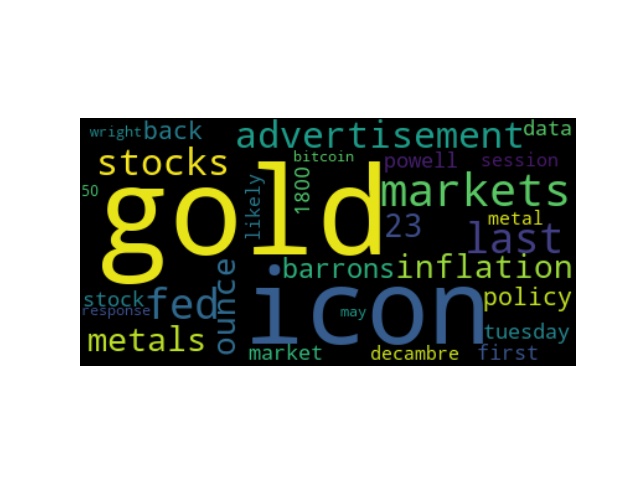 wright back
advertisement data
stocks
bitcoin
powell session
50
gold
likely
1800
markets
23
metal
last
ounce
barrons inflation
stock
fed
icon
policy
response
may
tuesday
metals
market
decambre
first